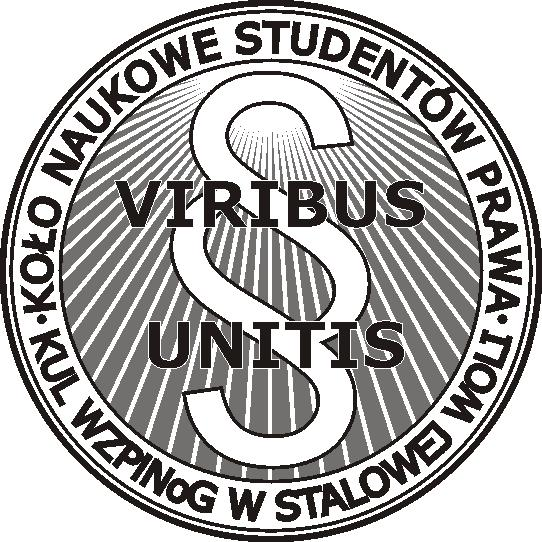 KOŁO NAUKOWE STUDENTÓW PRAWA
VIRIBUS
UNITIS
• KUL WZPINoG W STALOWEJ WOLI •
§